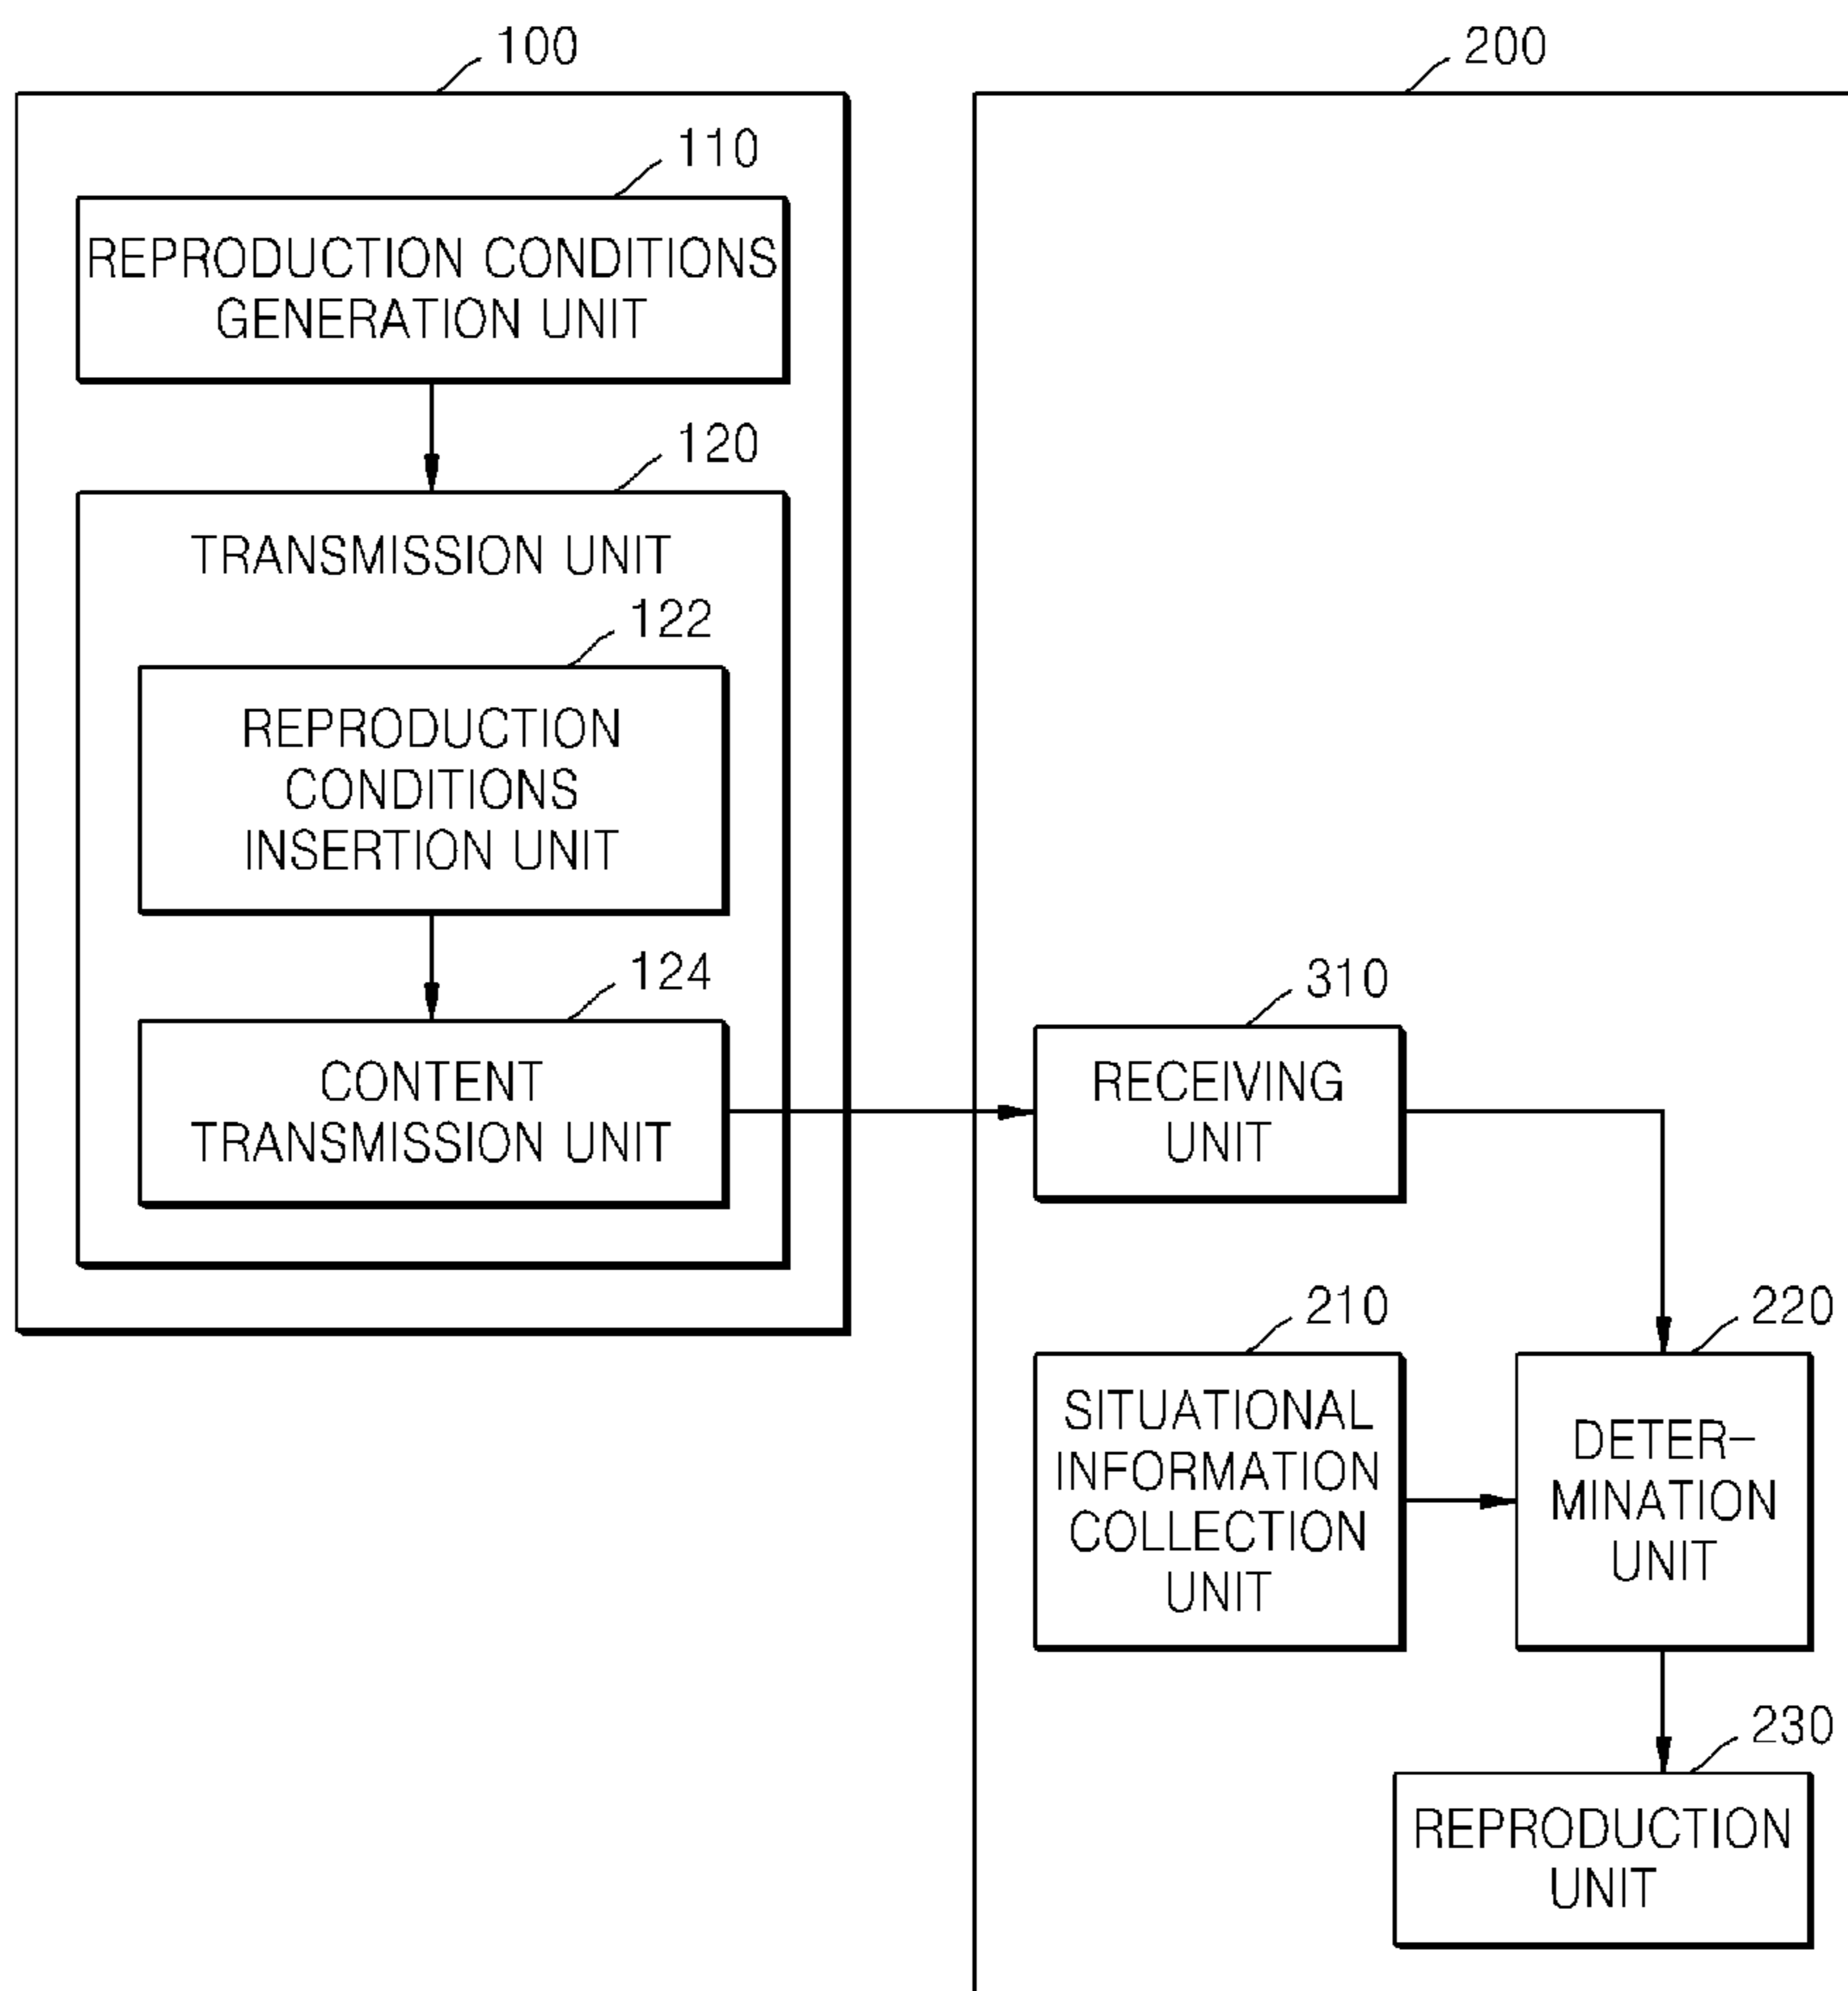 100
110
REPRODUCTION CONDITIONS
GENERATION UNIT
120
TRANSMISSION UNIT
122
REPRODUCTION
CONDITIONS
INSERTION UNIT
124
CONTENT
TRANSMISSION UNIT
200
310
RECEIVING
UNIT
210
SITUATIONAL
INFORMATION
COLLECTION
UNIT
220
DETER-
MINATION
UNIT
230
REPRODUCTION
UNIT